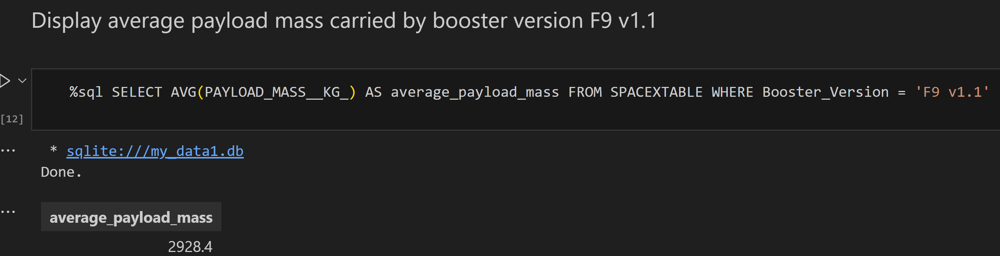 Display average payload mass carried by booster version F9 v1.1
%sql SELECT AVG(PAYLOAD_MASS__KG_) AS average_payload_mass FROM SPACEXTABLE WHERE Booster_Version = 'F9 v1.1'
[12]
... * sqlite:///my_data1.db
Done.
... average_payload_mass
2928.4